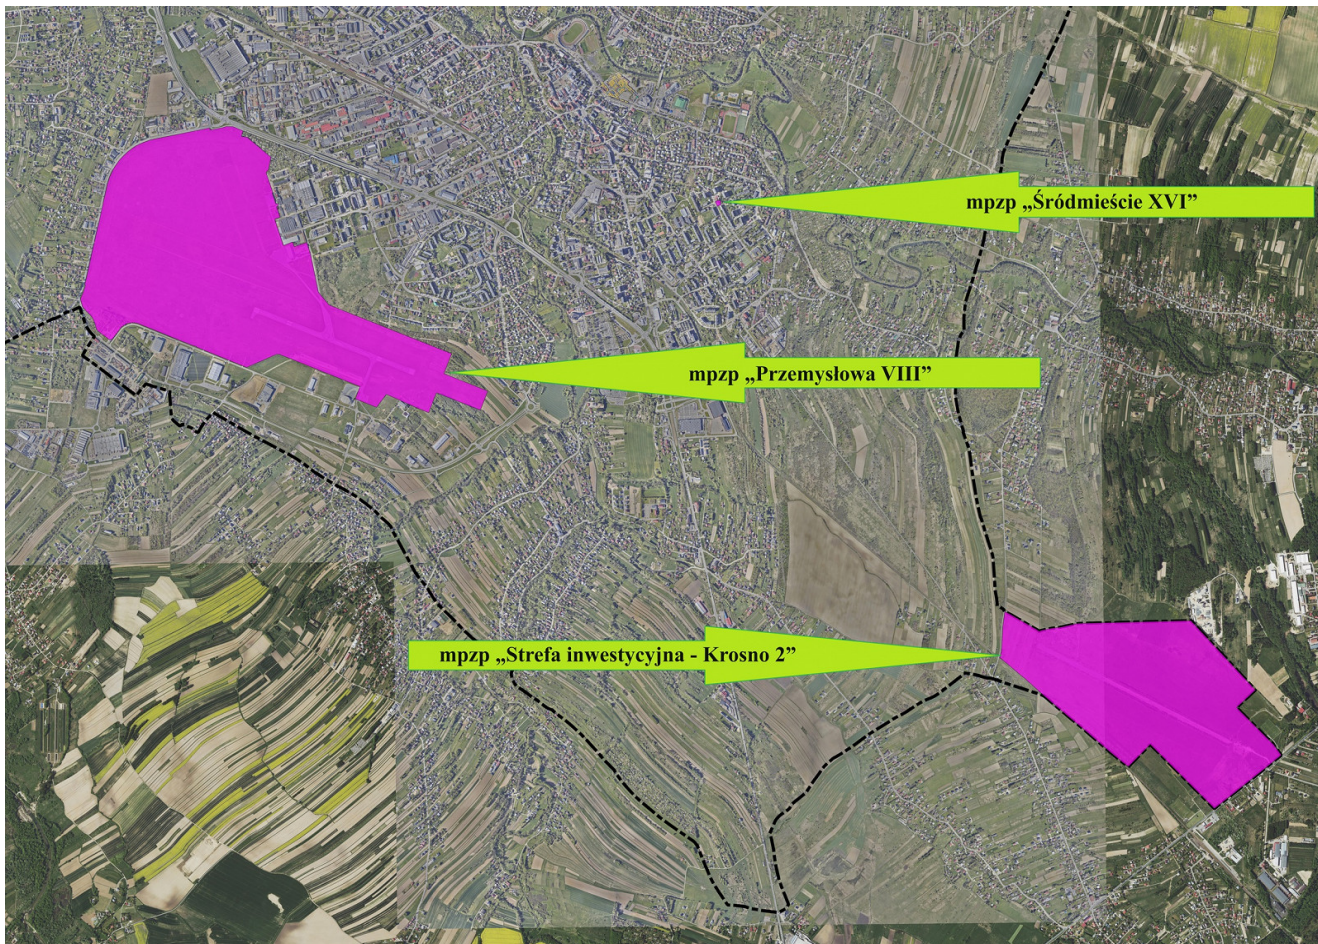 mpzp „Śródmieście XVI”
mpzp „Przemysłowa VIII”
mpzp „Strefa inwestycyjna - Krosno 2”